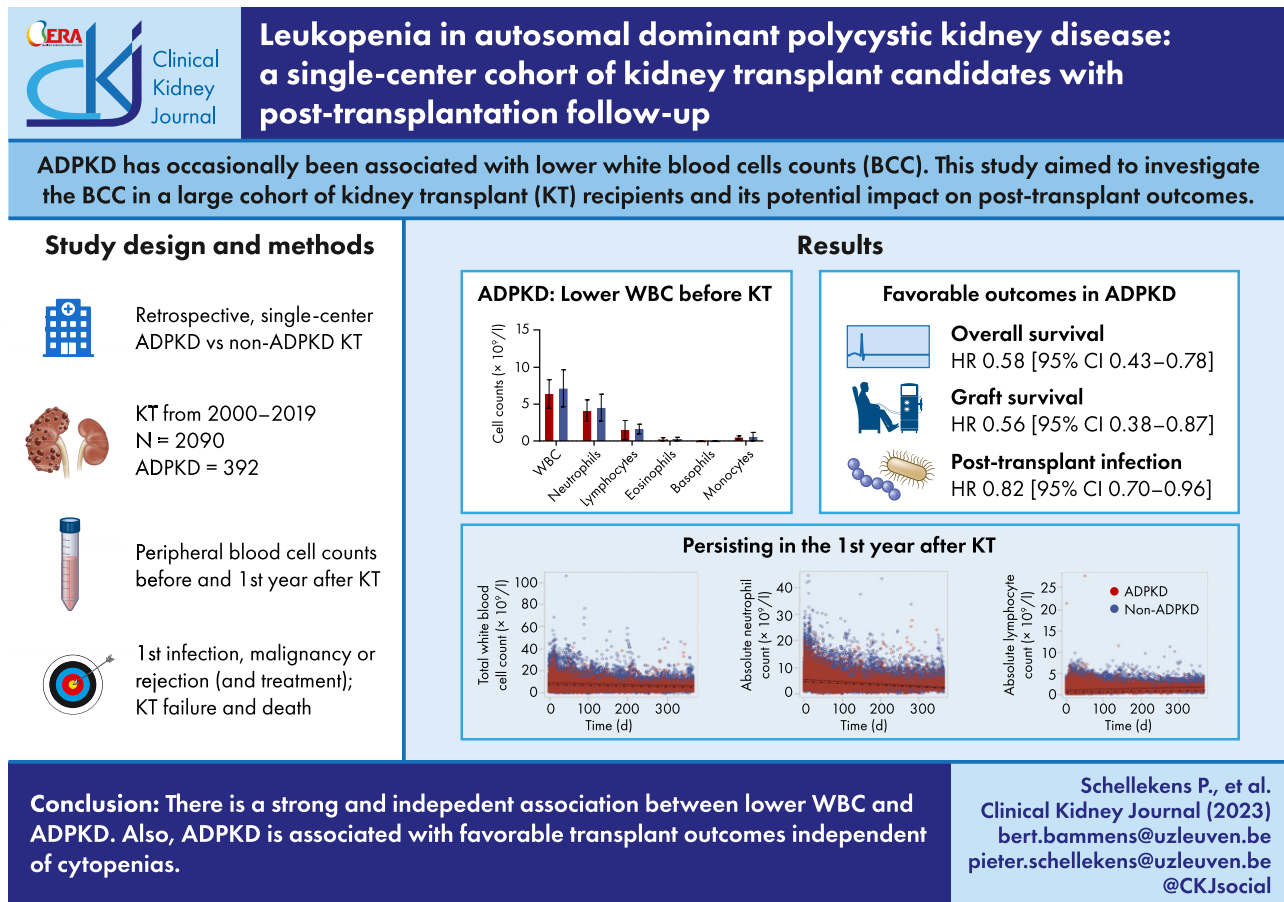 ERA
CKJ
Clinical
Kidney
Journal
Leukopenia in autosomal dominant polycystic kidney disease:
a single-center cohort of kidney transplant candidates with
post-transplantation follow-up
ADPKD has occasionally been associated with lower white blood cells counts (BCC). This study aimed to investigate
the BCC in a large cohort of kidney transplant (KT) recipients and its potential impact on post-transplant outcomes.
Study design and methods
Retrospective, single-center
ADPKD vs non-ADPKD KT
KT from 2000–2019
N = 2090
ADPKD = 392
Peripheral blood cell counts
before and 1st year after KT
1st infection, malignancy or
rejection (and treatment);
KT failure and death
Results
ADPKD: Lower WBC before KT
Cell counts (× 10⁹/l)
15
10
5
0
WBC
Neutrophils
Lymphocytes
Eosinophils
Basophils
Monocytes
Favorable outcomes in ADPKD
Overall survival
HR 0.58 [95% CI 0.43–0.78]
Graft survival
HR 0.56 [95% CI 0.38–0.87]
Post-transplant infection
HR 0.82 [95% CI 0.70–0.96]
Persisting in the 1st year after KT
Total white blood
cell count (× 10⁹/l)
100
80
60
40
20
0
0 100 200 300
Time (d)
Absolute neutrophil
count (× 10⁹/l)
40
30
20
10
0
0 100 200 300
Time (d)
Absolute lymphocyte
count (× 10⁹/l)
25
20
15
10
5
0
0 100 200 300
Time (d)
ADPKD
Non-ADPKD
Conclusion: There is a strong and indepedent association between lower WBC and
ADPKD. Also, ADPKD is associated with favorable transplant outcomes independent
of cytopenias.
Schellekens P., et al.
Clinical Kidney Journal (2023)
bert.bammens@uzleuven.be
pieter.schellekens@uzleuven.be
@CKJsocial